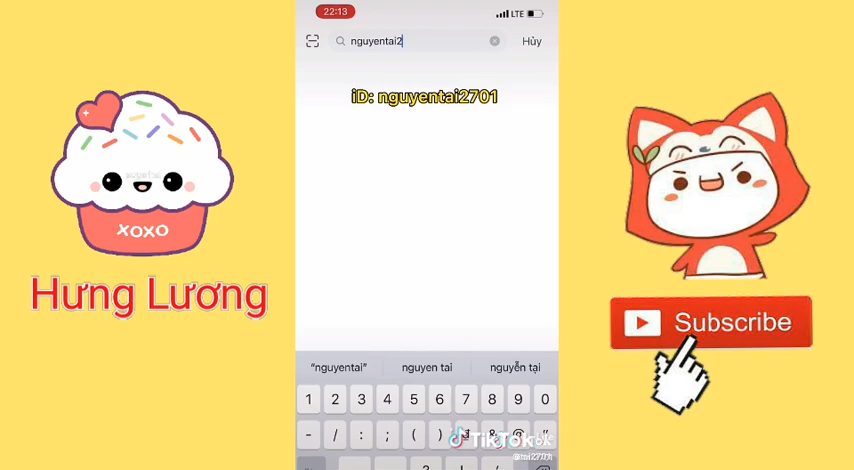 22:13
LTE
nguyentai2
Hủy
iD: nguyentai2701
xoxo
Hưng Lương
Subscribe
“nguyentai”
nguyen tai
nguyễn tại
1 2 3 4 5 6 7 8 9 0
- / : ; ( )
TikTok